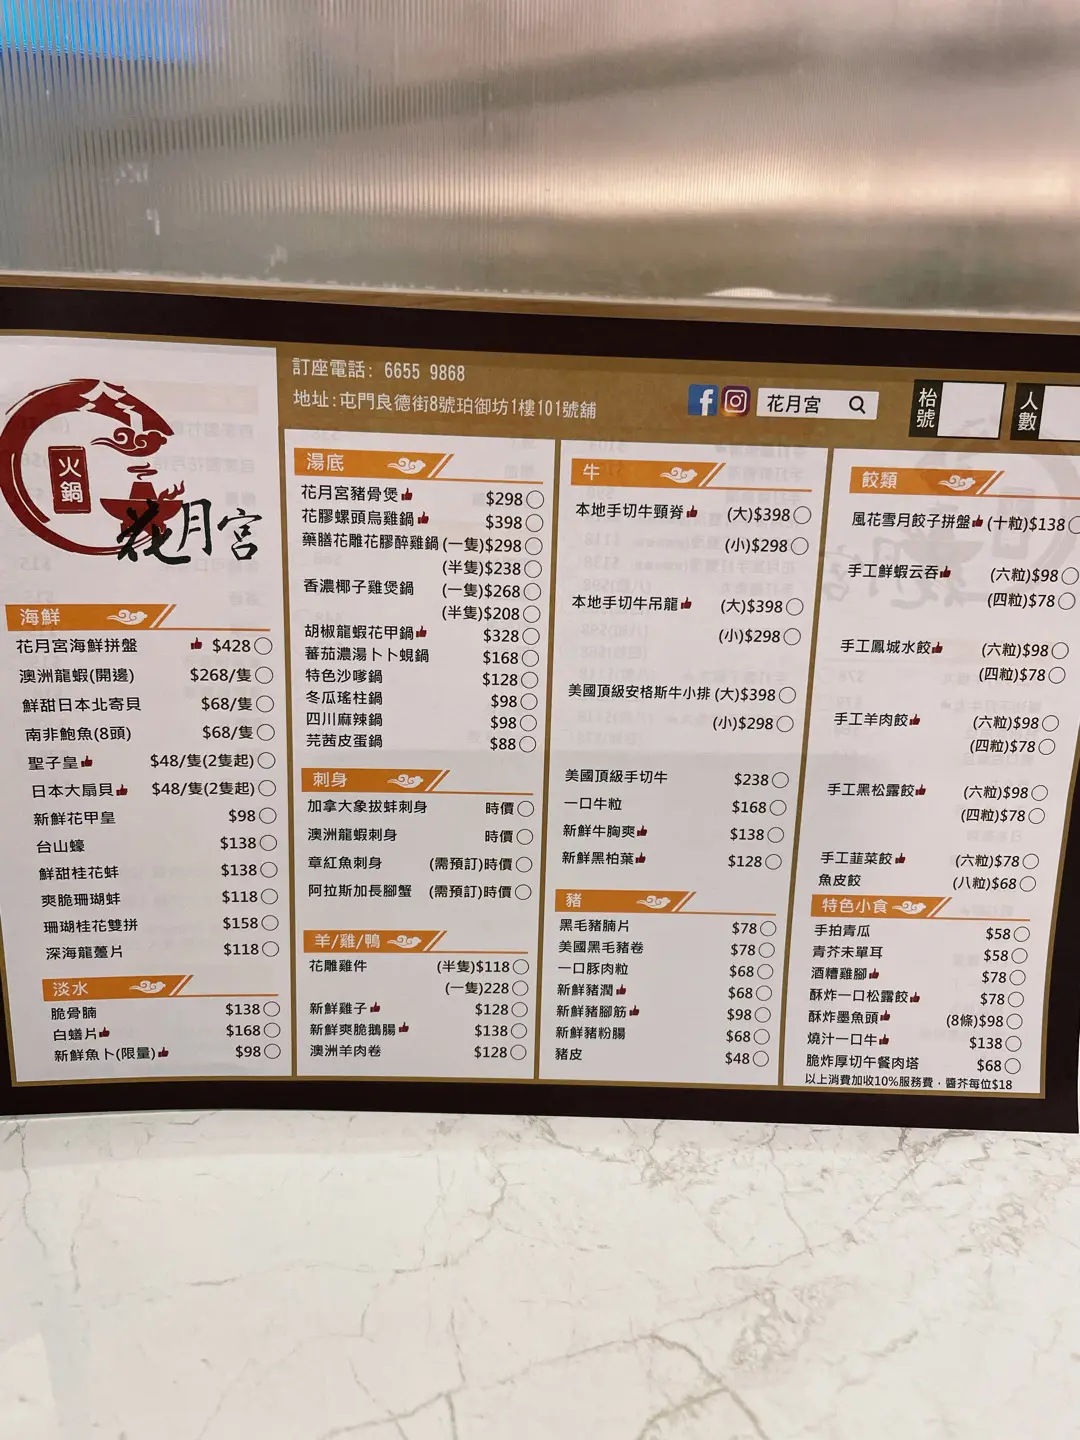 訂座電話: 6655 9868
地址:屯門良德街8號珀御坊1樓101號舖
花月宮
枱號
人數
火鍋
花月宮
海鮮
花月宮海鮮拼盤 $428
澳洲龍蝦(開邊) $268/隻
鮮甜日本北寄貝 $68/隻
南非鮑魚(8頭) $68/隻
聖子皇 $48/隻(2隻起)
日本大扇貝 $48/隻(2隻起)
新鮮花甲皇 $98
台山蠔 $138
鮮甜桂花蚌 $138
爽脆珊瑚蚌 $118
珊瑚桂花雙拼 $158
深海龍躉片 $118
淡水
脆骨腩 $138
白鱔片 $168
新鮮魚卜(限量) $98
湯底
花月宮豬骨煲 $298
花膠螺頭烏雞鍋 $398
藥膳花雕花膠醉雞鍋 (一隻)$298
(半隻)$238
香濃椰子雞煲鍋 (一隻)$268
(半隻)$208
胡椒龍蝦花甲鍋 $328
蕃茄濃湯卜卜蜆鍋 $168
特色沙嗲鍋 $128
冬瓜瑤柱鍋 $98
四川麻辣鍋 $98
芫茜皮蛋鍋 $88
刺身
加拿大象拔蚌刺身 時價
澳洲龍蝦刺身 時價
章紅魚刺身 (需預訂)時價
阿拉斯加長腳蟹 (需預訂)時價
羊/雞/鴨
花雕雞件 (半隻)$118
(一隻)228
新鮮雞子 $128
新鮮爽脆鵝腸 $138
澳洲羊肉卷 $128
牛
本地手切牛頸脊 (大)$398
(小)$298
本地手切牛吊龍 (大)$398
(小)$298
美國頂級安格斯牛小排 (大)$398
(小)$298
美國頂級手切牛 $238
一口牛粒 $168
新鮮牛胸爽 $138
新鮮黑柏葉 $128
豬
黑毛豬腩片 $78
美國黑毛豬卷 $78
一口豚肉粒 $68
新鮮豬潤 $68
新鮮豬腳筋 $98
新鮮豬粉腸 $68
豬皮 $48
餃類
風花雪月餃子拼盤 (十粒)$138
手工鮮蝦云吞 (六粒)$98
(四粒)$78
手工鳳城水餃 (六粒)$98
(四粒)$78
手工羊肉餃 (六粒)$98
(四粒)$78
手工黑松露餃 (六粒)$98
(四粒)$78
手工韮菜餃 (六粒)$78
魚皮餃 (八粒)$68
特色小食
手拍青瓜 $58
青芥末單耳 $58
酒糟雞腳 $78
酥炸一口松露餃 $78
酥炸墨魚頭 (8條)$98
燒汁一口牛 $138
脆炸厚切午餐肉塔 $68
以上消費加收10%服務費，醬芥每位$18